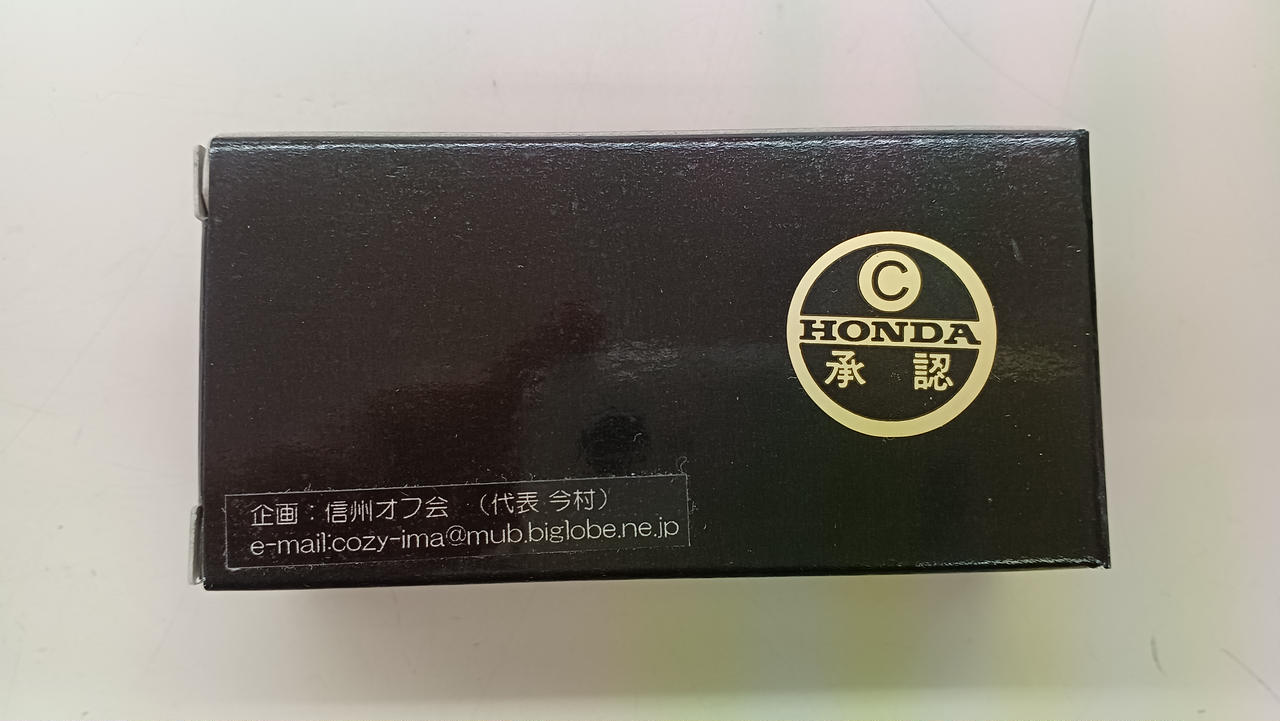 ©
HONDA
承認
企画：信州オフ会　（代表 今村）
e-mail:cozy-ima@mub.biglobe.ne.jp